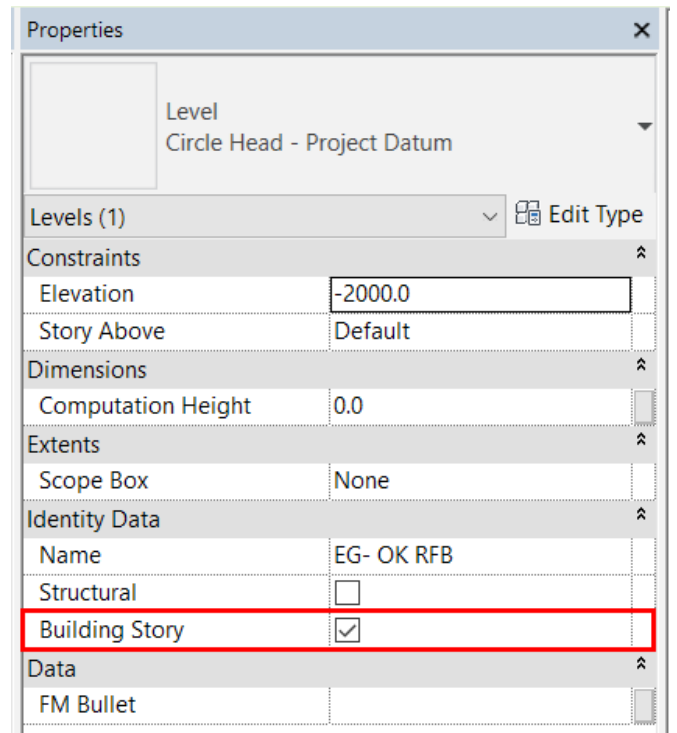 Properties
Level
Circle Head - Project Datum
Levels (1) Edit Type
Constraints
Elevation -2000.0
Story Above Default
Dimensions
Computation Height 0.0
Extents
Scope Box None
Identity Data
Name EG- OK RFB
Structural
Building Story
Data
FM Bullet